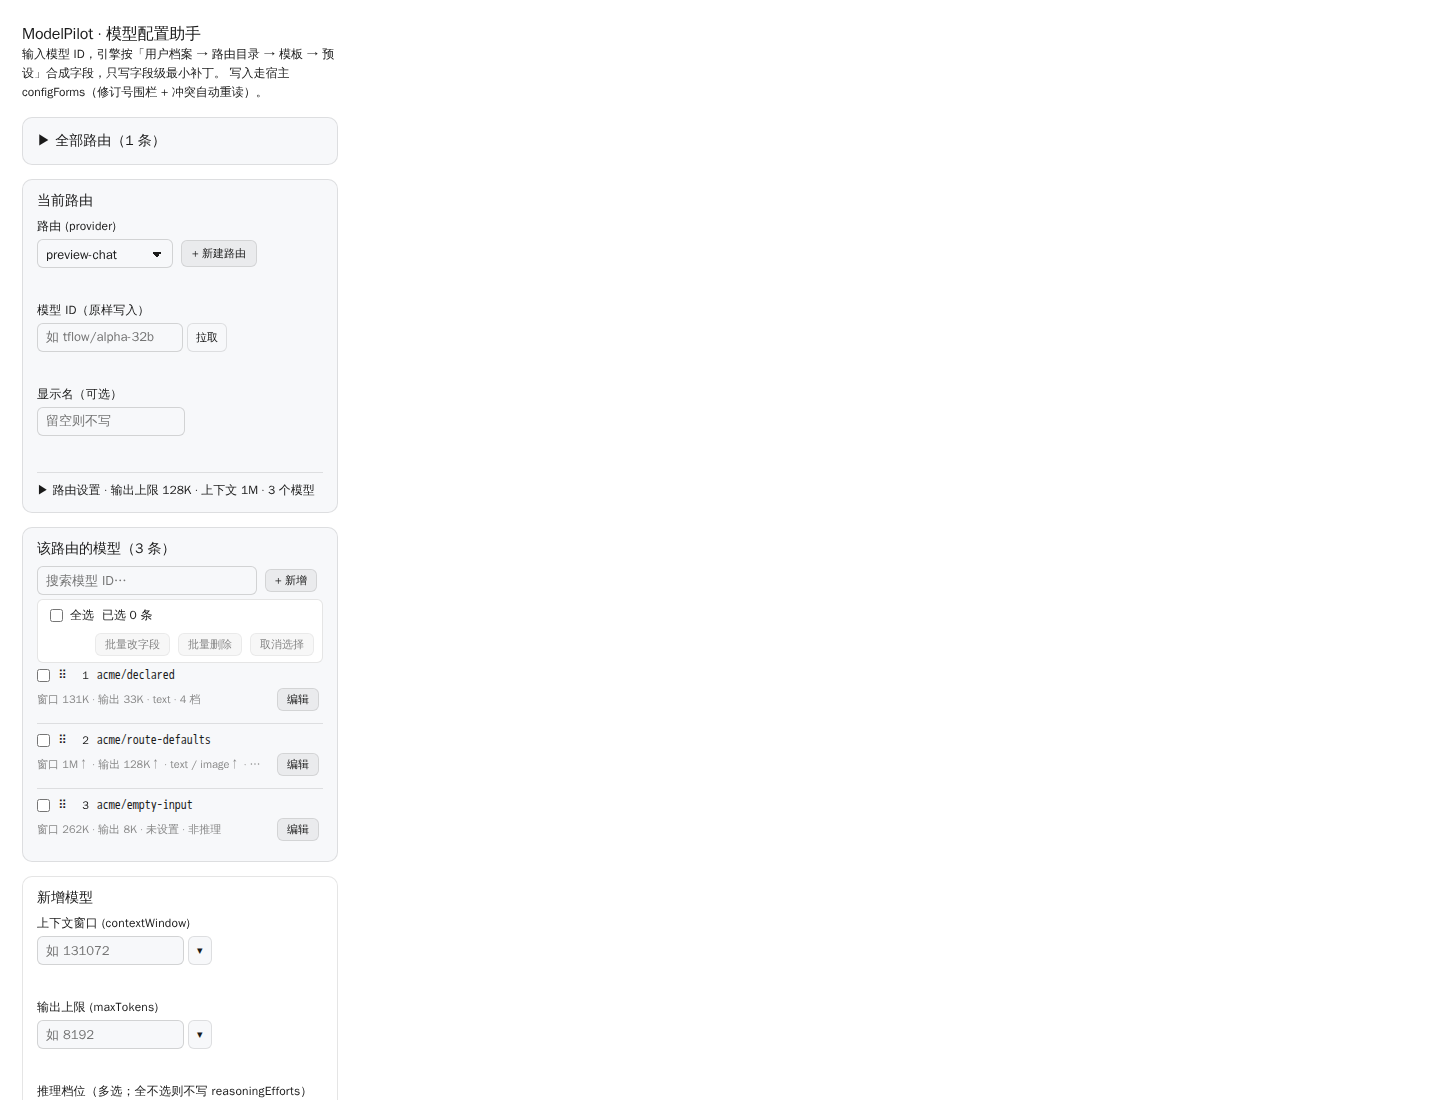 ModelPilot · 模型配置助手
输入模型 ID，引擎按「用户档案 → 路由目录 → 模板 → 预
设」合成字段，只写字段级最小补丁。 写入走宿主
configForms（修订号围栏 + 冲突自动重读）。
▶ 全部路由（1 条）
当前路由
路由 (provider)
preview-chat
+ 新建路由
模型 ID（原样写入）
如 tflow/alpha-32b
拉取
显示名（可选）
留空则不写
▶ 路由设置 · 输出上限 128K · 上下文 1M · 3 个模型
该路由的模型（3 条）
搜索模型 ID…
+ 新增
全选 已选 0 条
批量改字段
批量删除
取消选择
⠿ 1 acme/declared
窗口 131K · 输出 33K · text · 4 档
编辑
⠿ 2 acme/route-defaults
窗口 1M↑ · 输出 128K↑ · text / image↑ · …
编辑
⠿ 3 acme/empty-input
窗口 262K · 输出 8K · 未设置 · 非推理
编辑
新增模型
上下文窗口 (contextWindow)
如 131072
▾
输出上限 (maxTokens)
如 8192
▾
推理档位（多选；全不选则不写 reasoningEfforts）